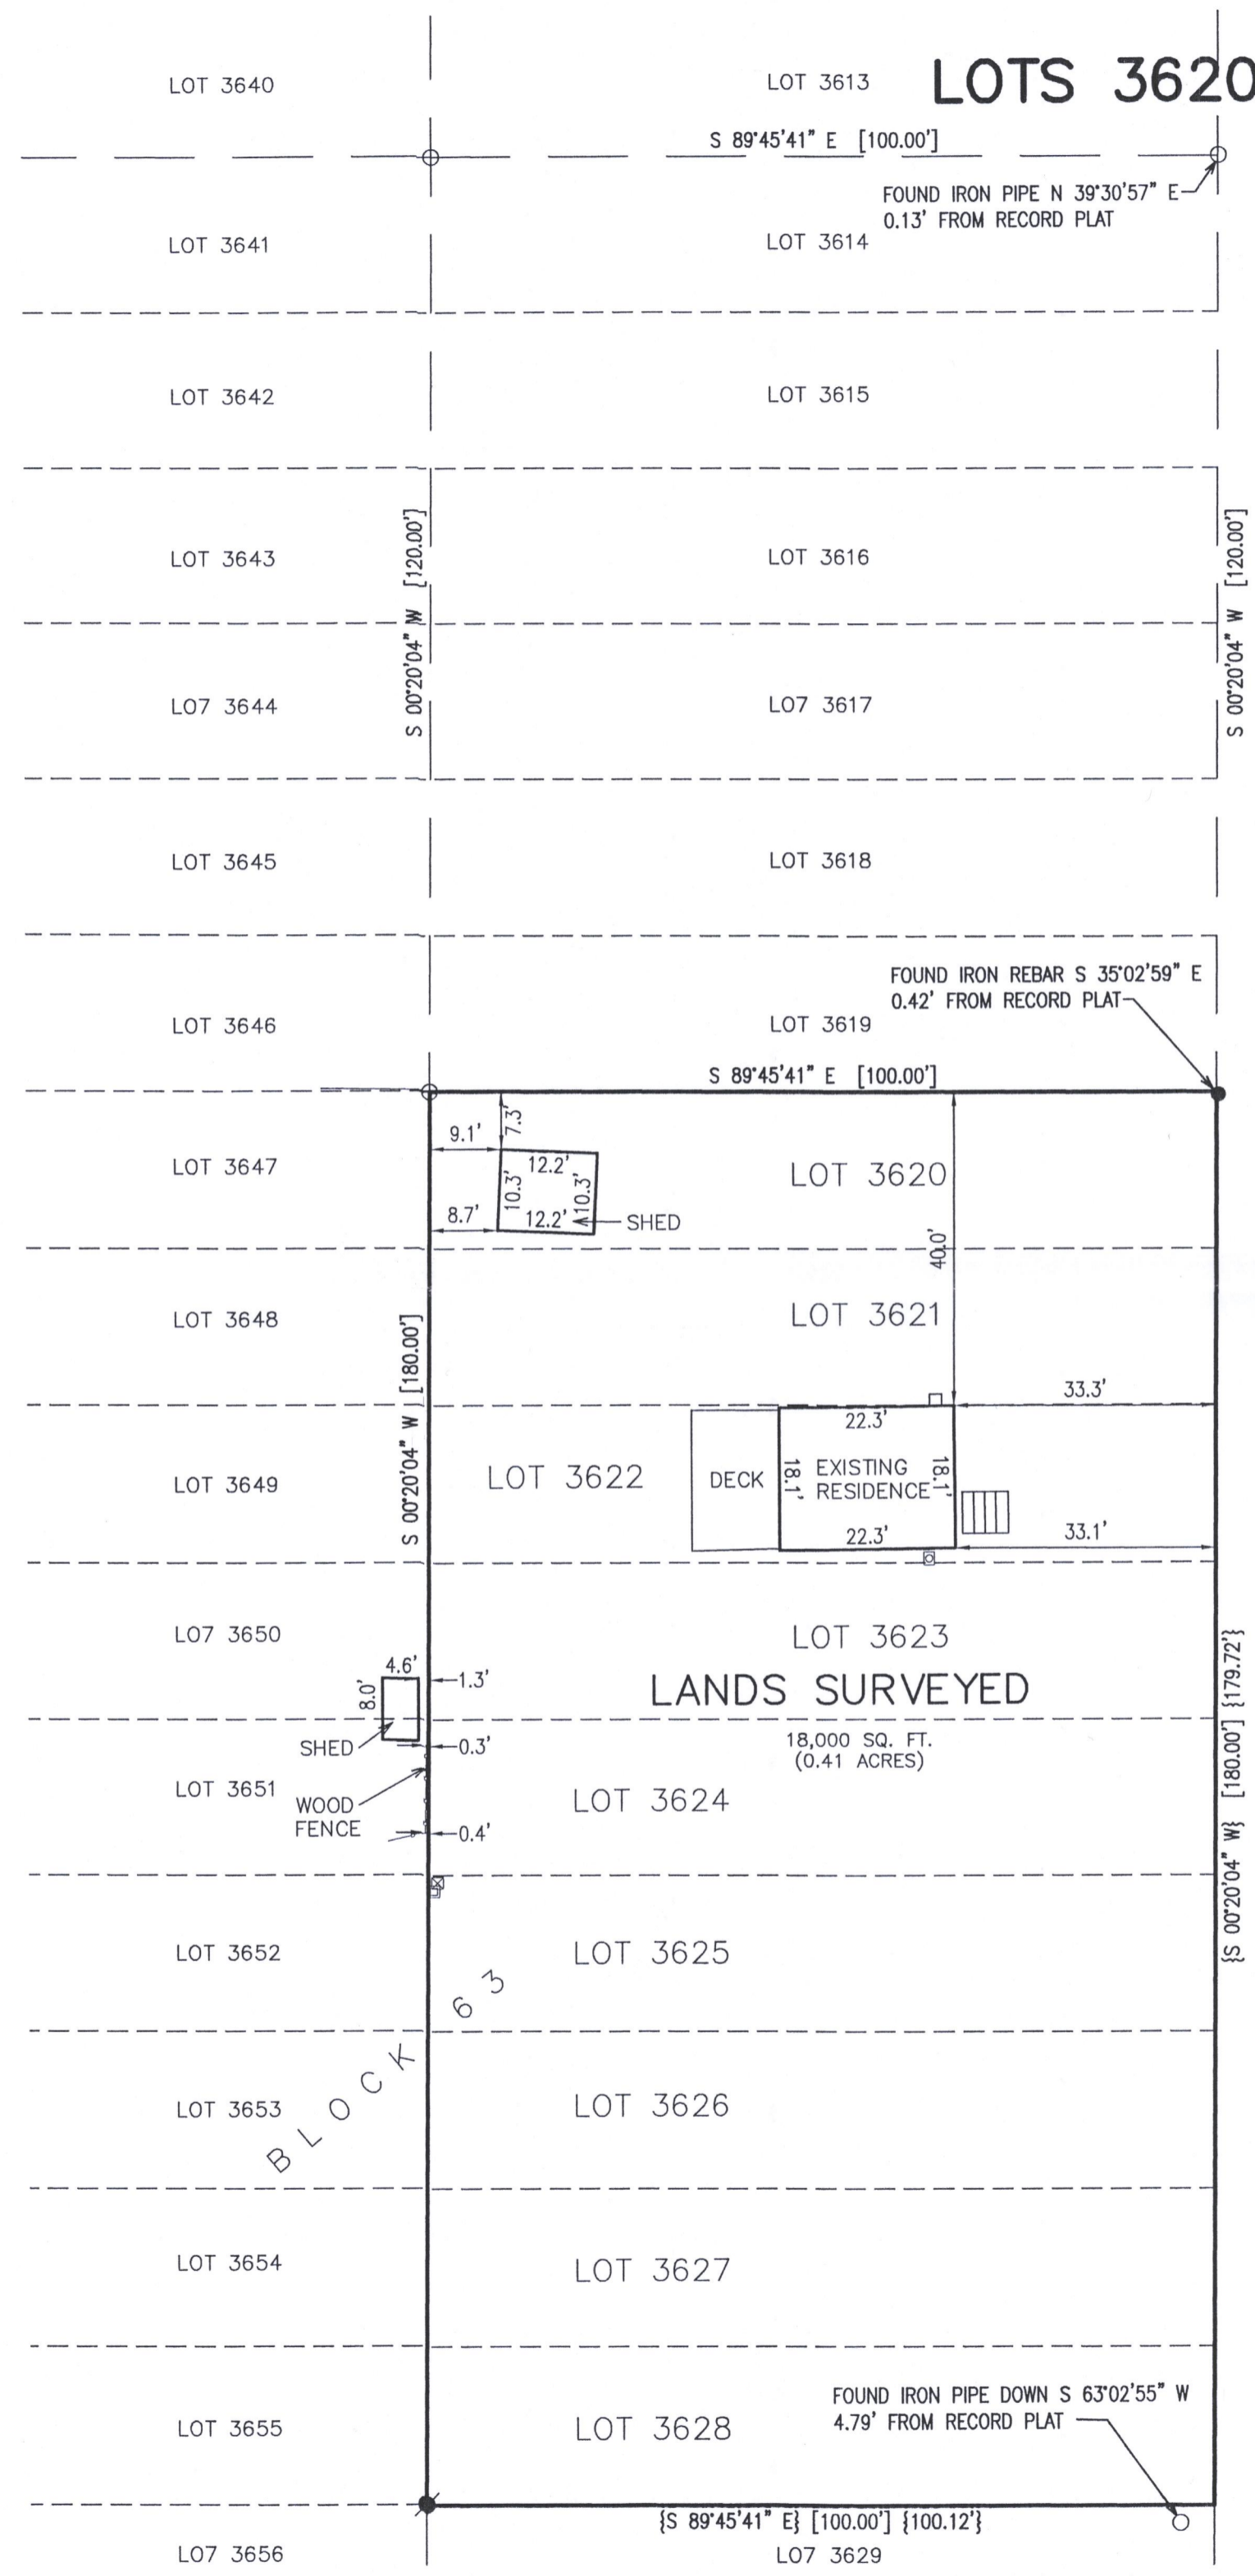 LOTS 3620
LOT 3640
LOT 3613
S 89°45'41" E [100.00']
FOUND IRON PIPE N 39°30'57" E
0.13' FROM RECORD PLAT
LOT 3641
LOT 3614
LOT 3642
LOT 3615
S 00°20'04" W [120.00']
S 00°20'04" W [120.00']
LOT 3643
LOT 3616
LO7 3644
LO7 3617
LOT 3645
LOT 3618
FOUND IRON REBAR S 35°02'59" E
0.42' FROM RECORD PLAT
LOT 3646
LOT 3619
S 89°45'41" E [100.00']
7.3'
9.1'
LOT 3647
12.2'
10.3'
10.3'
LOT 3620
8.7'
12.2'
SHED
40.0'
LOT 3648
LOT 3621
S 00°20'04" W [180.00']
33.3'
22.3'
LOT 3649
LOT 3622
DECK
18.1'
EXISTING
RESIDENCE
18.1'
22.3'
33.1'
LO7 3650
LOT 3623
4.6'
1.3'
8.0'
LANDS SURVEYED
18,000 SQ. FT.
(0.41 ACRES)
{S 00°20'04" W} [180.00'] {179.72'}
SHED
0.3'
LOT 3651
WOOD
FENCE
LOT 3624
0.4'
LOT 3652
LOT 3625
BLOCK 63
LOT 3653
LOT 3626
LOT 3654
LOT 3627
FOUND IRON PIPE DOWN S 63°02'55" W
4.79' FROM RECORD PLAT
LOT 3655
LOT 3628
{S 89°45'41" E} [100.00'] {100.12'}
LO7 3656
LO7 3629